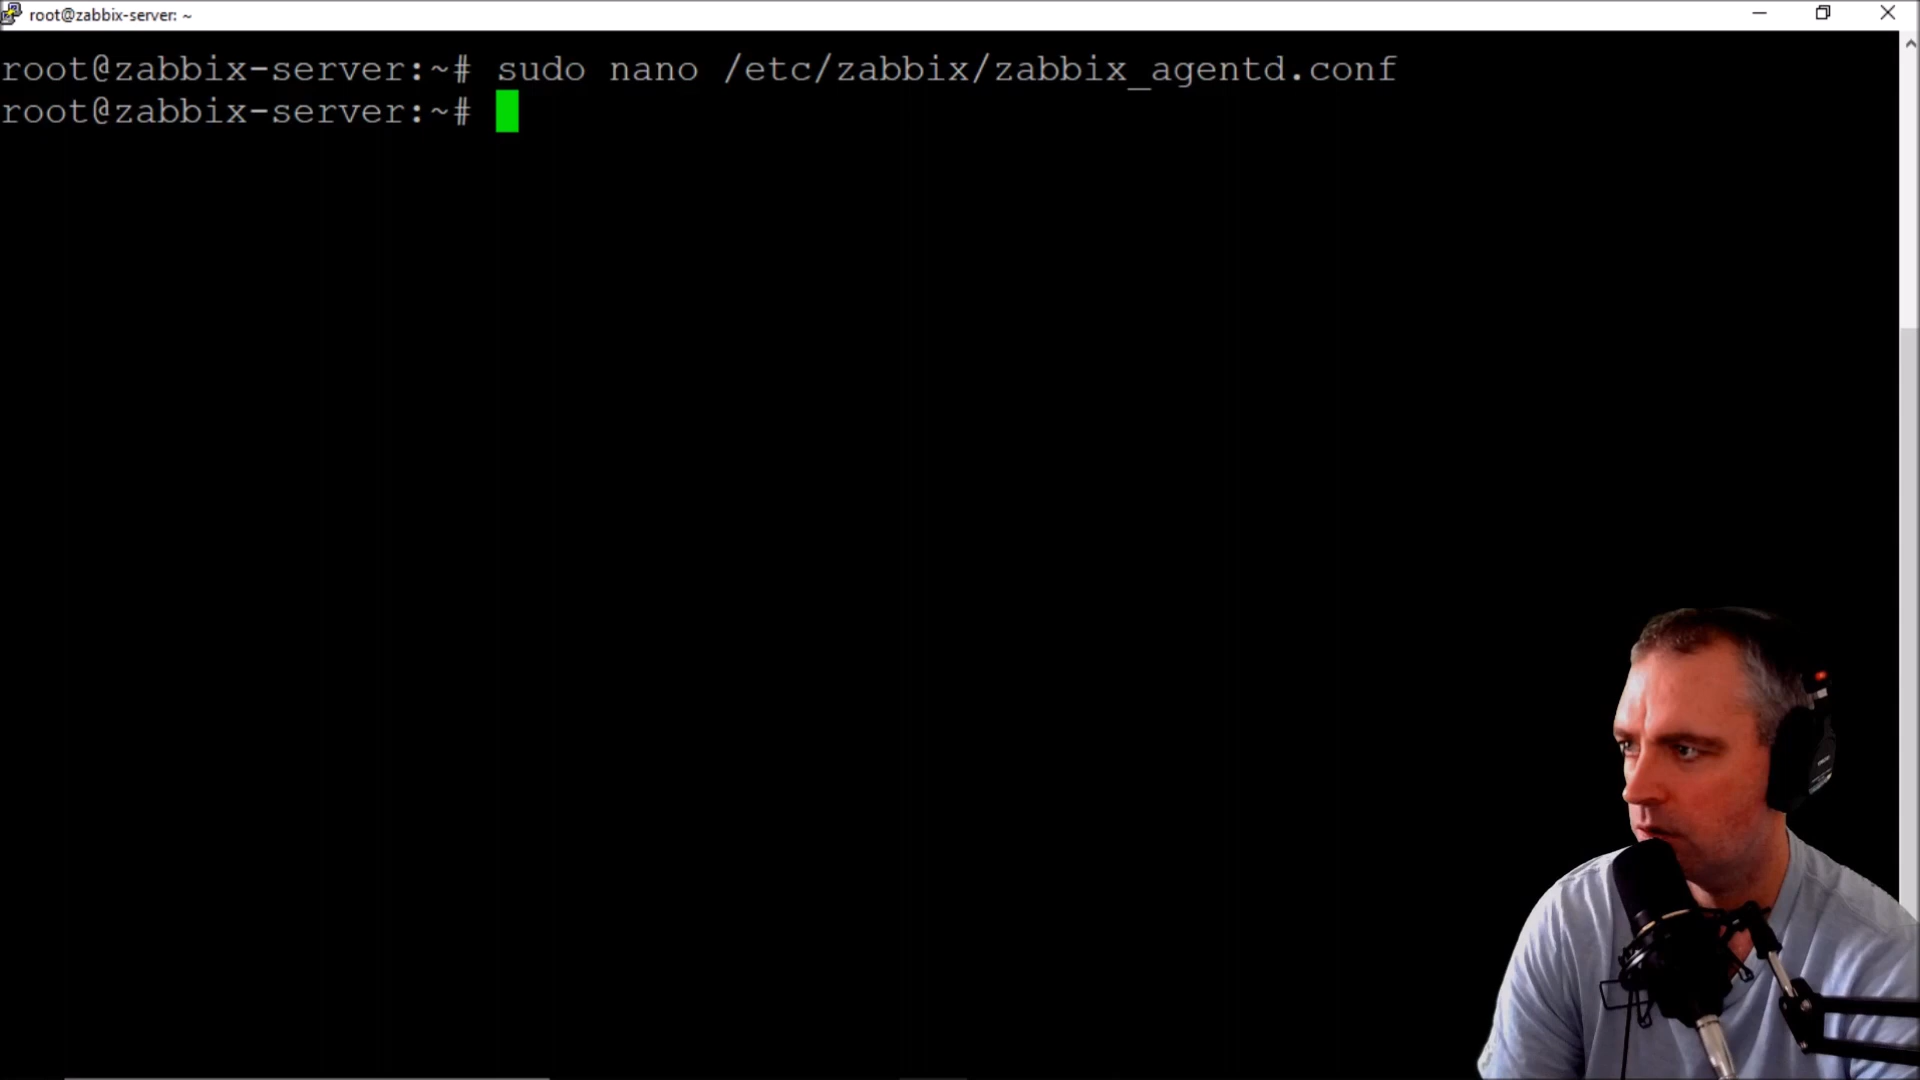 root@zabbix-server: ~
root@zabbix-server:~# sudo nano /etc/zabbix/zabbix_agentd.conf
root@zabbix-server:~#